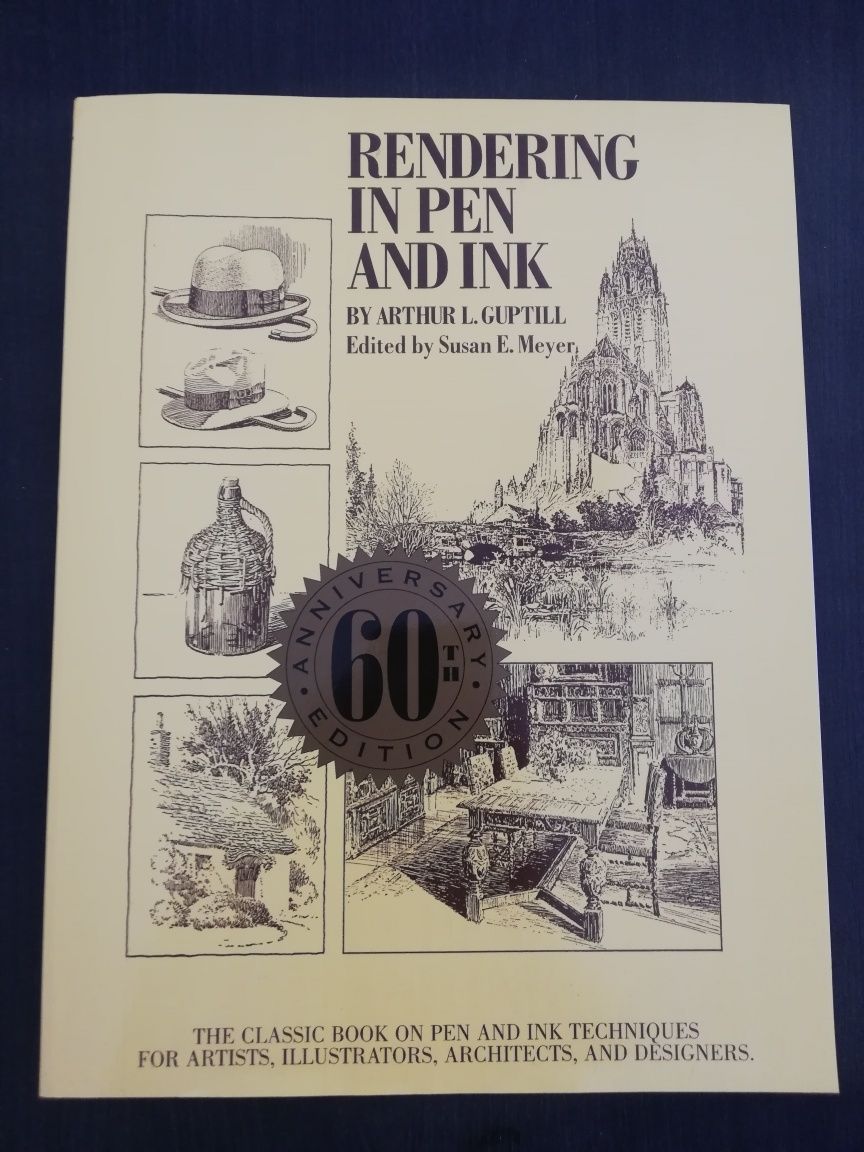 RENDERING
IN PEN
AND INK
BY ARTHUR L. GUPTILL
Edited by Susan E. Meyer
ANNIVERSARY
60TH
EDITION
THE CLASSIC BOOK ON PEN AND INK TECHNIQUES
FOR ARTISTS, ILLUSTRATORS, ARCHITECTS, AND DESIGNERS.